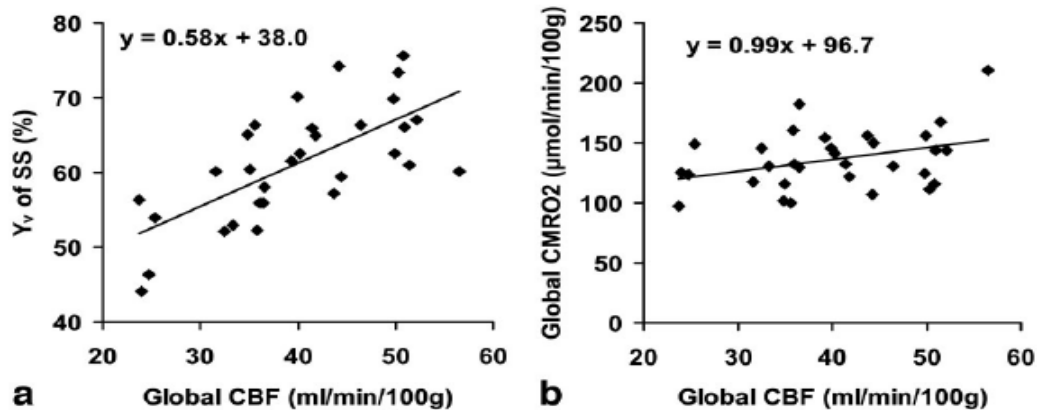 y = 0.58x + 38.0
Yv of SS (%)
80
70
60
50
40
20
30
40
50
60
Global CBF (ml/min/100g)
a
y = 0.99x + 96.7
Global CMRO2 (μmol/min/100g)
250
200
150
100
50
0
20
30
40
50
60
Global CBF (ml/min/100g)
b